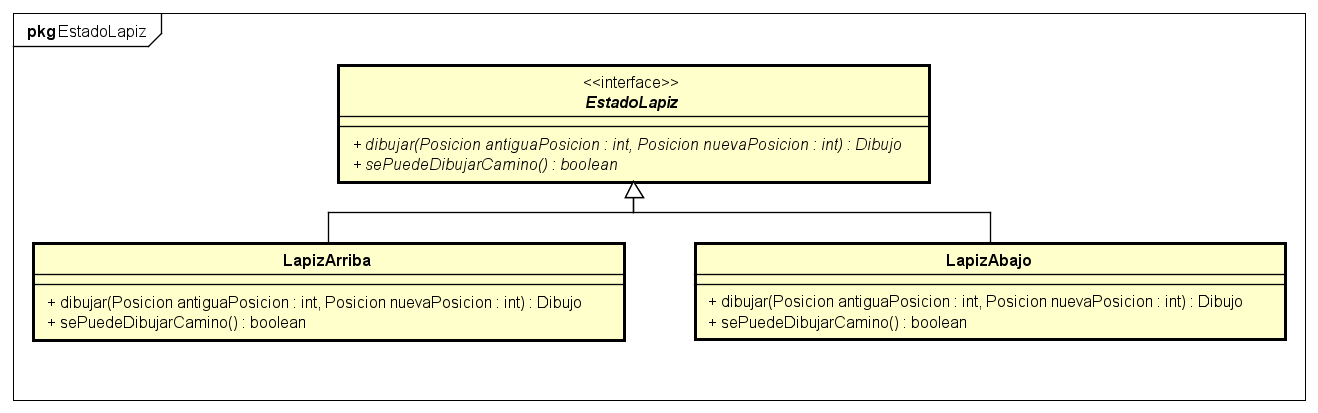 pkg EstadoLapiz
<<interface>>
EstadoLapiz
+ dibujar(Posicion antiguaPosicion : int, Posicion nuevaPosicion : int) : Dibujo
+ sePuedeDibujarCamino() : boolean
LapizArriba
+ dibujar(Posicion antiguaPosicion : int, Posicion nuevaPosicion : int) : Dibujo
+ sePuedeDibujarCamino() : boolean
LapizAbajo
+ dibujar(Posicion antiguaPosicion : int, Posicion nuevaPosicion : int) : Dibujo
+ sePuedeDibujarCamino() : boolean